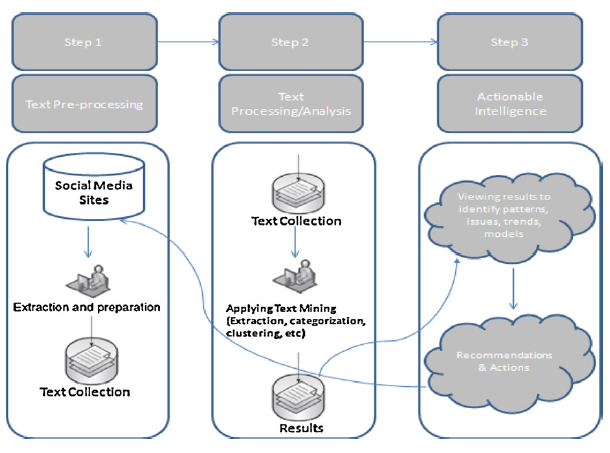 Step 1
Step 2
Step 3
Text Pre-processing
Text
Processing/Analysis
Actionable
Intelligence
Social Media
Sites
Extraction and preparation
Text Collection
Text Collection
Applying Text Mining
(Extraction, categorization,
clustering, etc)
Results
Viewing results to
identify patterns,
issues, trends,
models
Recommendations
& Actions